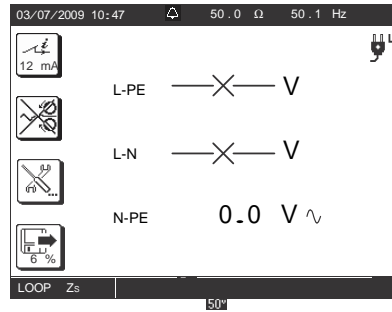 03/07/2009 10:47 50.0 Ω 50.1 Hz
L
12 mA
L-PE V
L-N V
...
N-PE 0.0 V ∿
6 %
LOOP Zs
50V